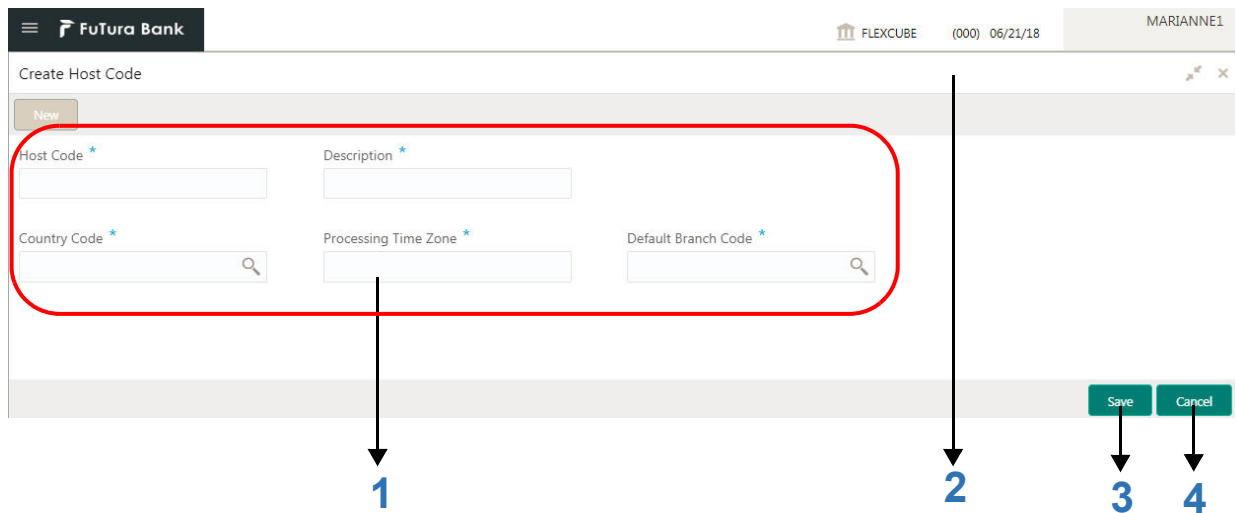 FuTura Bank FLEXCUBE (000) 06/21/18 MARIANNE1
Create Host Code
New
Host Code * Description *
Country Code * Processing Time Zone * Default Branch Code *
Save Cancel
1 2 3 4